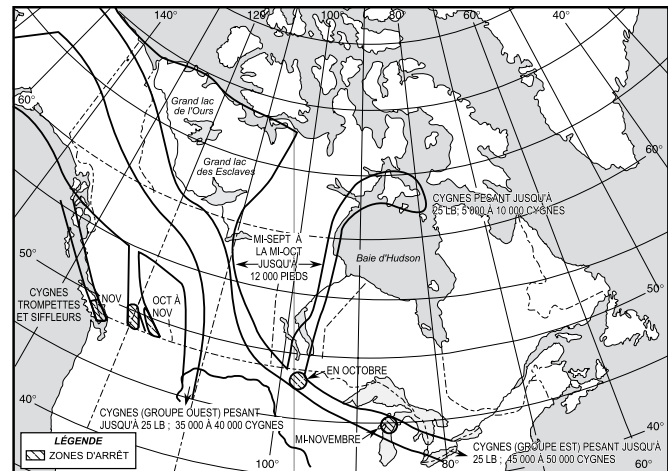 140°
120°
100°
80°
60°
40°
60°
Grand lac
de l'Ours
40°
Grand lac
des Esclaves
60°
CYGNES PESANT JUSQU'À
25 LB; 5 000 À 10 000 CYGNES
MI-SEPT À
LA MI-OCT
JUSQU'À
12 000 PIEDS
Baie d'Hudson
50°
50°
CYGNES
TROMPETTES
ET SIFFLEURS
NOV
OCT À
NOV
EN OCTOBRE
40°
40°
CYGNES (GROUPE OUEST) PESANT
JUSQU'À 25 LB ; 35 000 À 40 000 CYGNES
MI-NOVEMBRE
LÉGENDE
ZONES D'ARRÊT
CYGNES (GROUPE EST) PESANT JUSQU'À
25 LB ; 45 000 À 50 000 CYGNES
100°
80°
60°